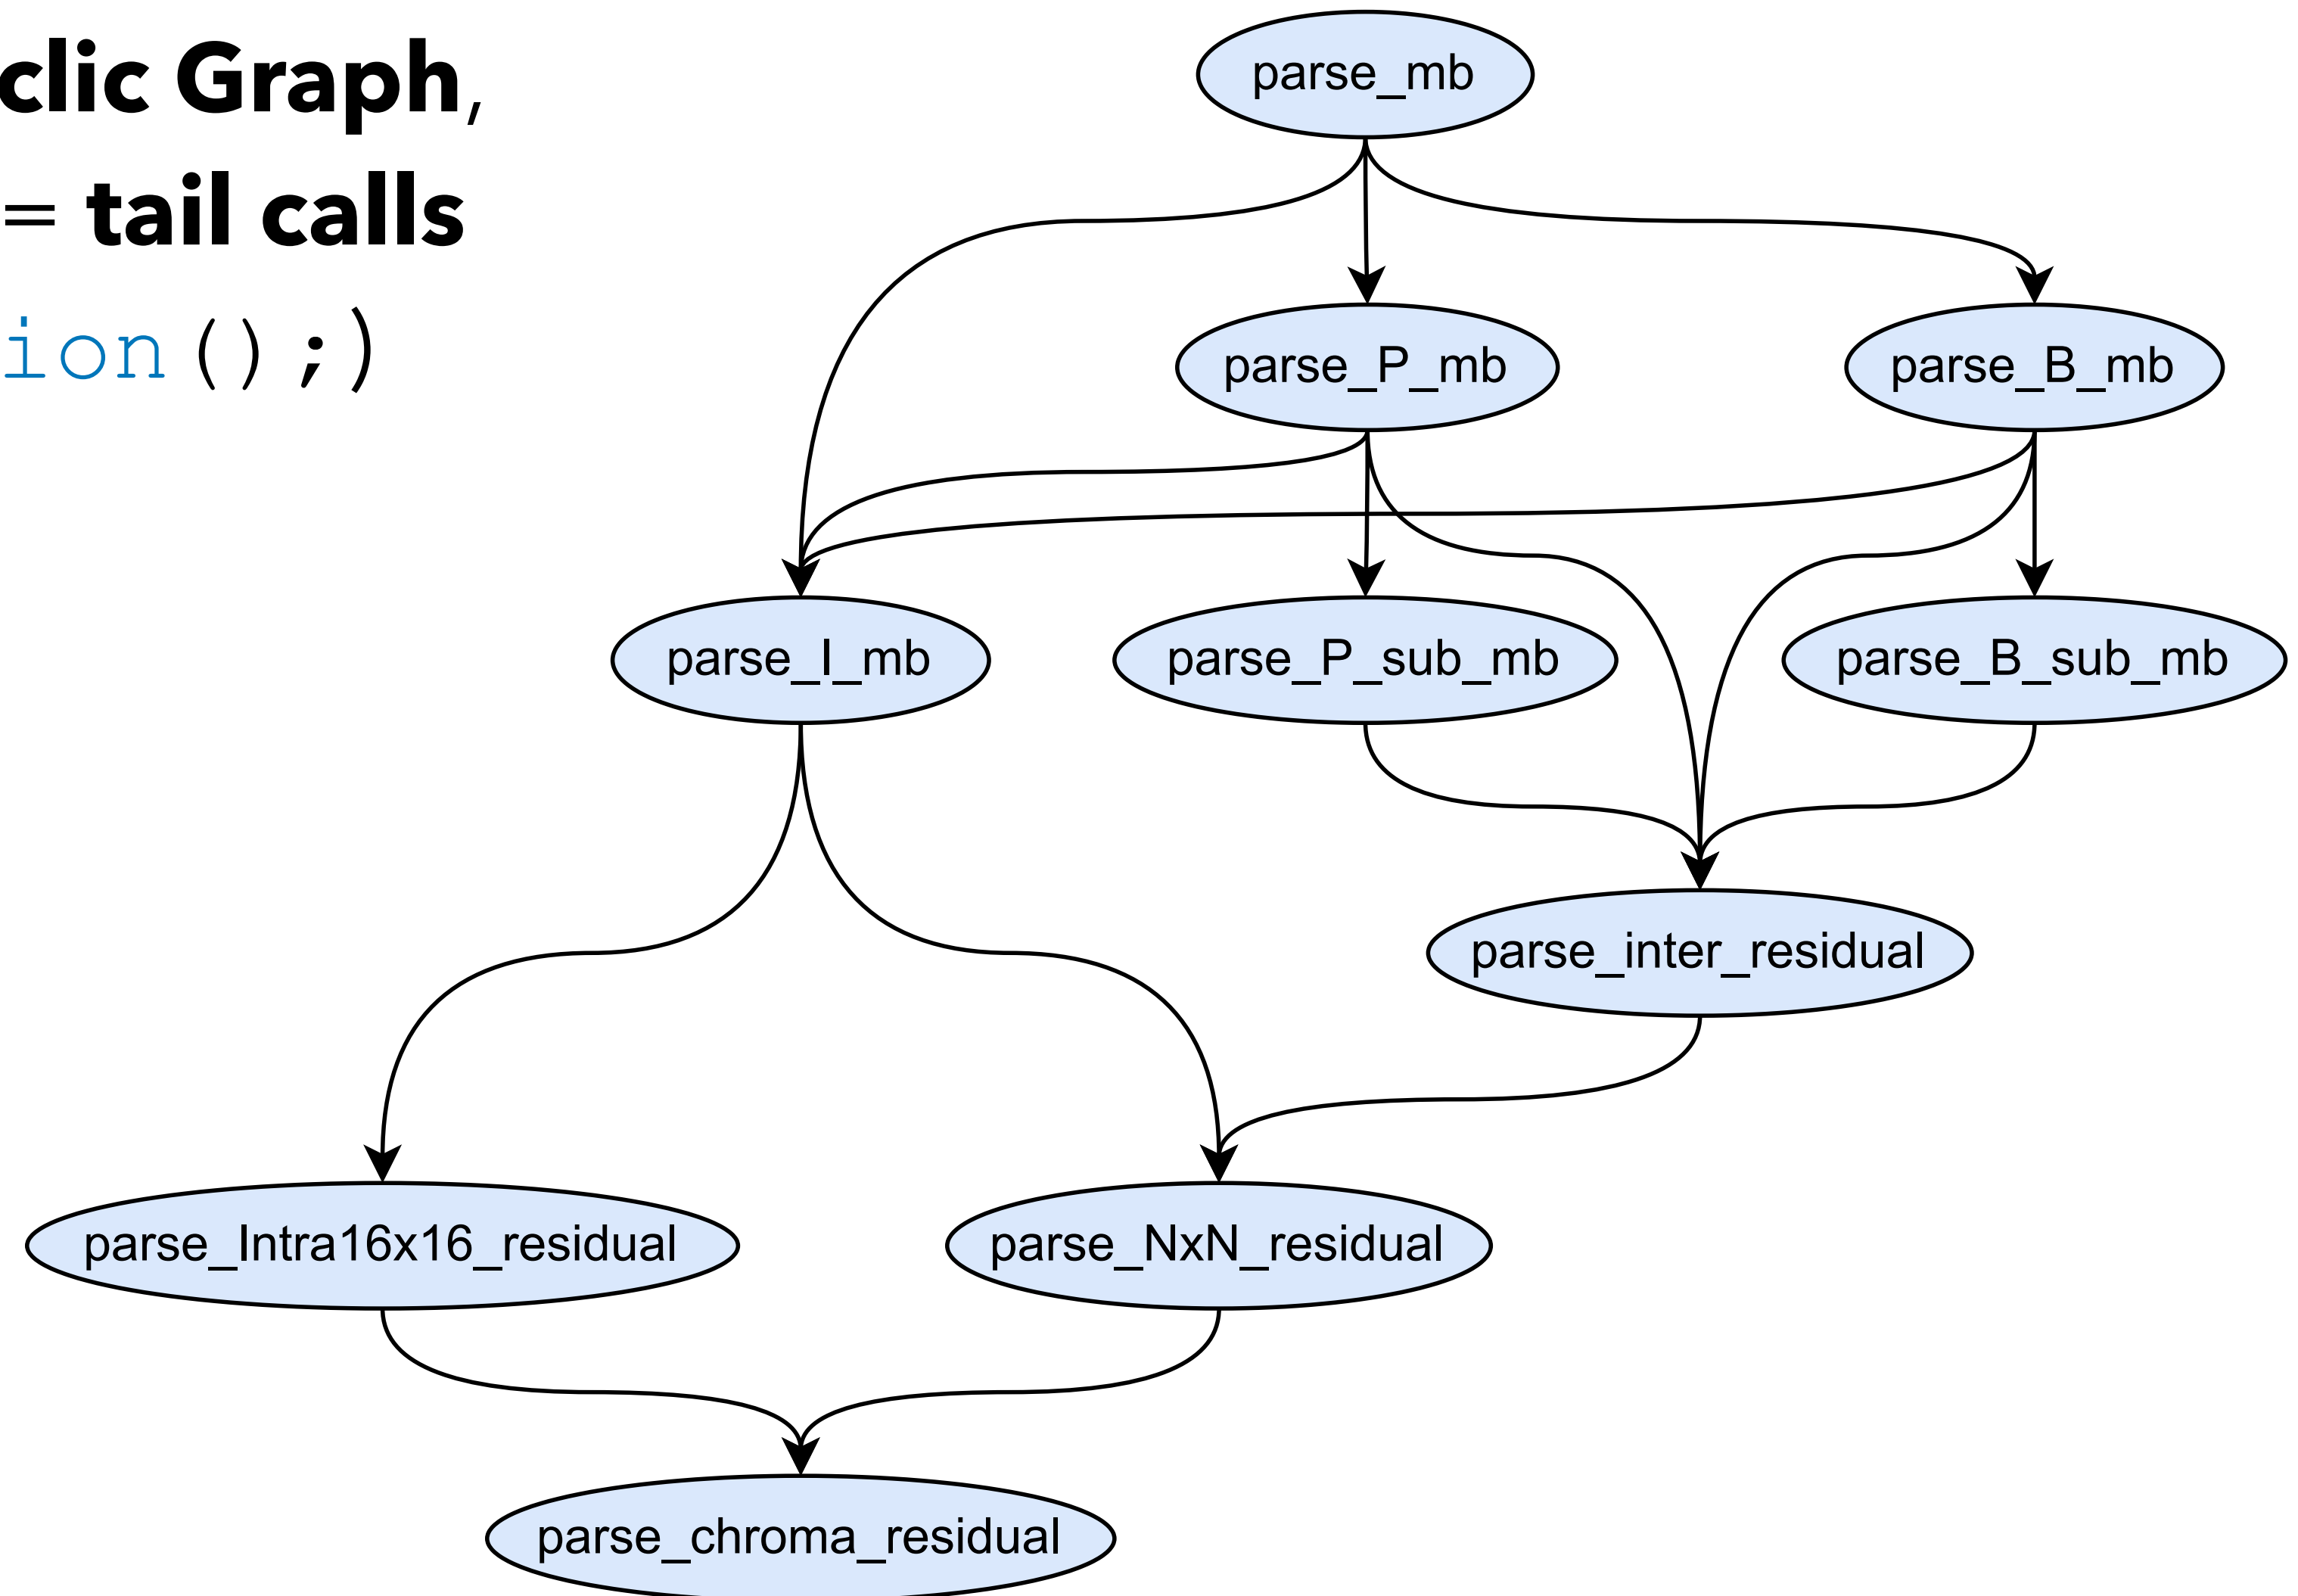 clic Graph,
= tail calls
ion();)
parse_mb
parse_P_mb
parse_B_mb
parse_I_mb
parse_P_sub_mb
parse_B_sub_mb
parse_inter_residual
parse_Intra16x16_residual
parse_NxN_residual
parse_chroma_residual